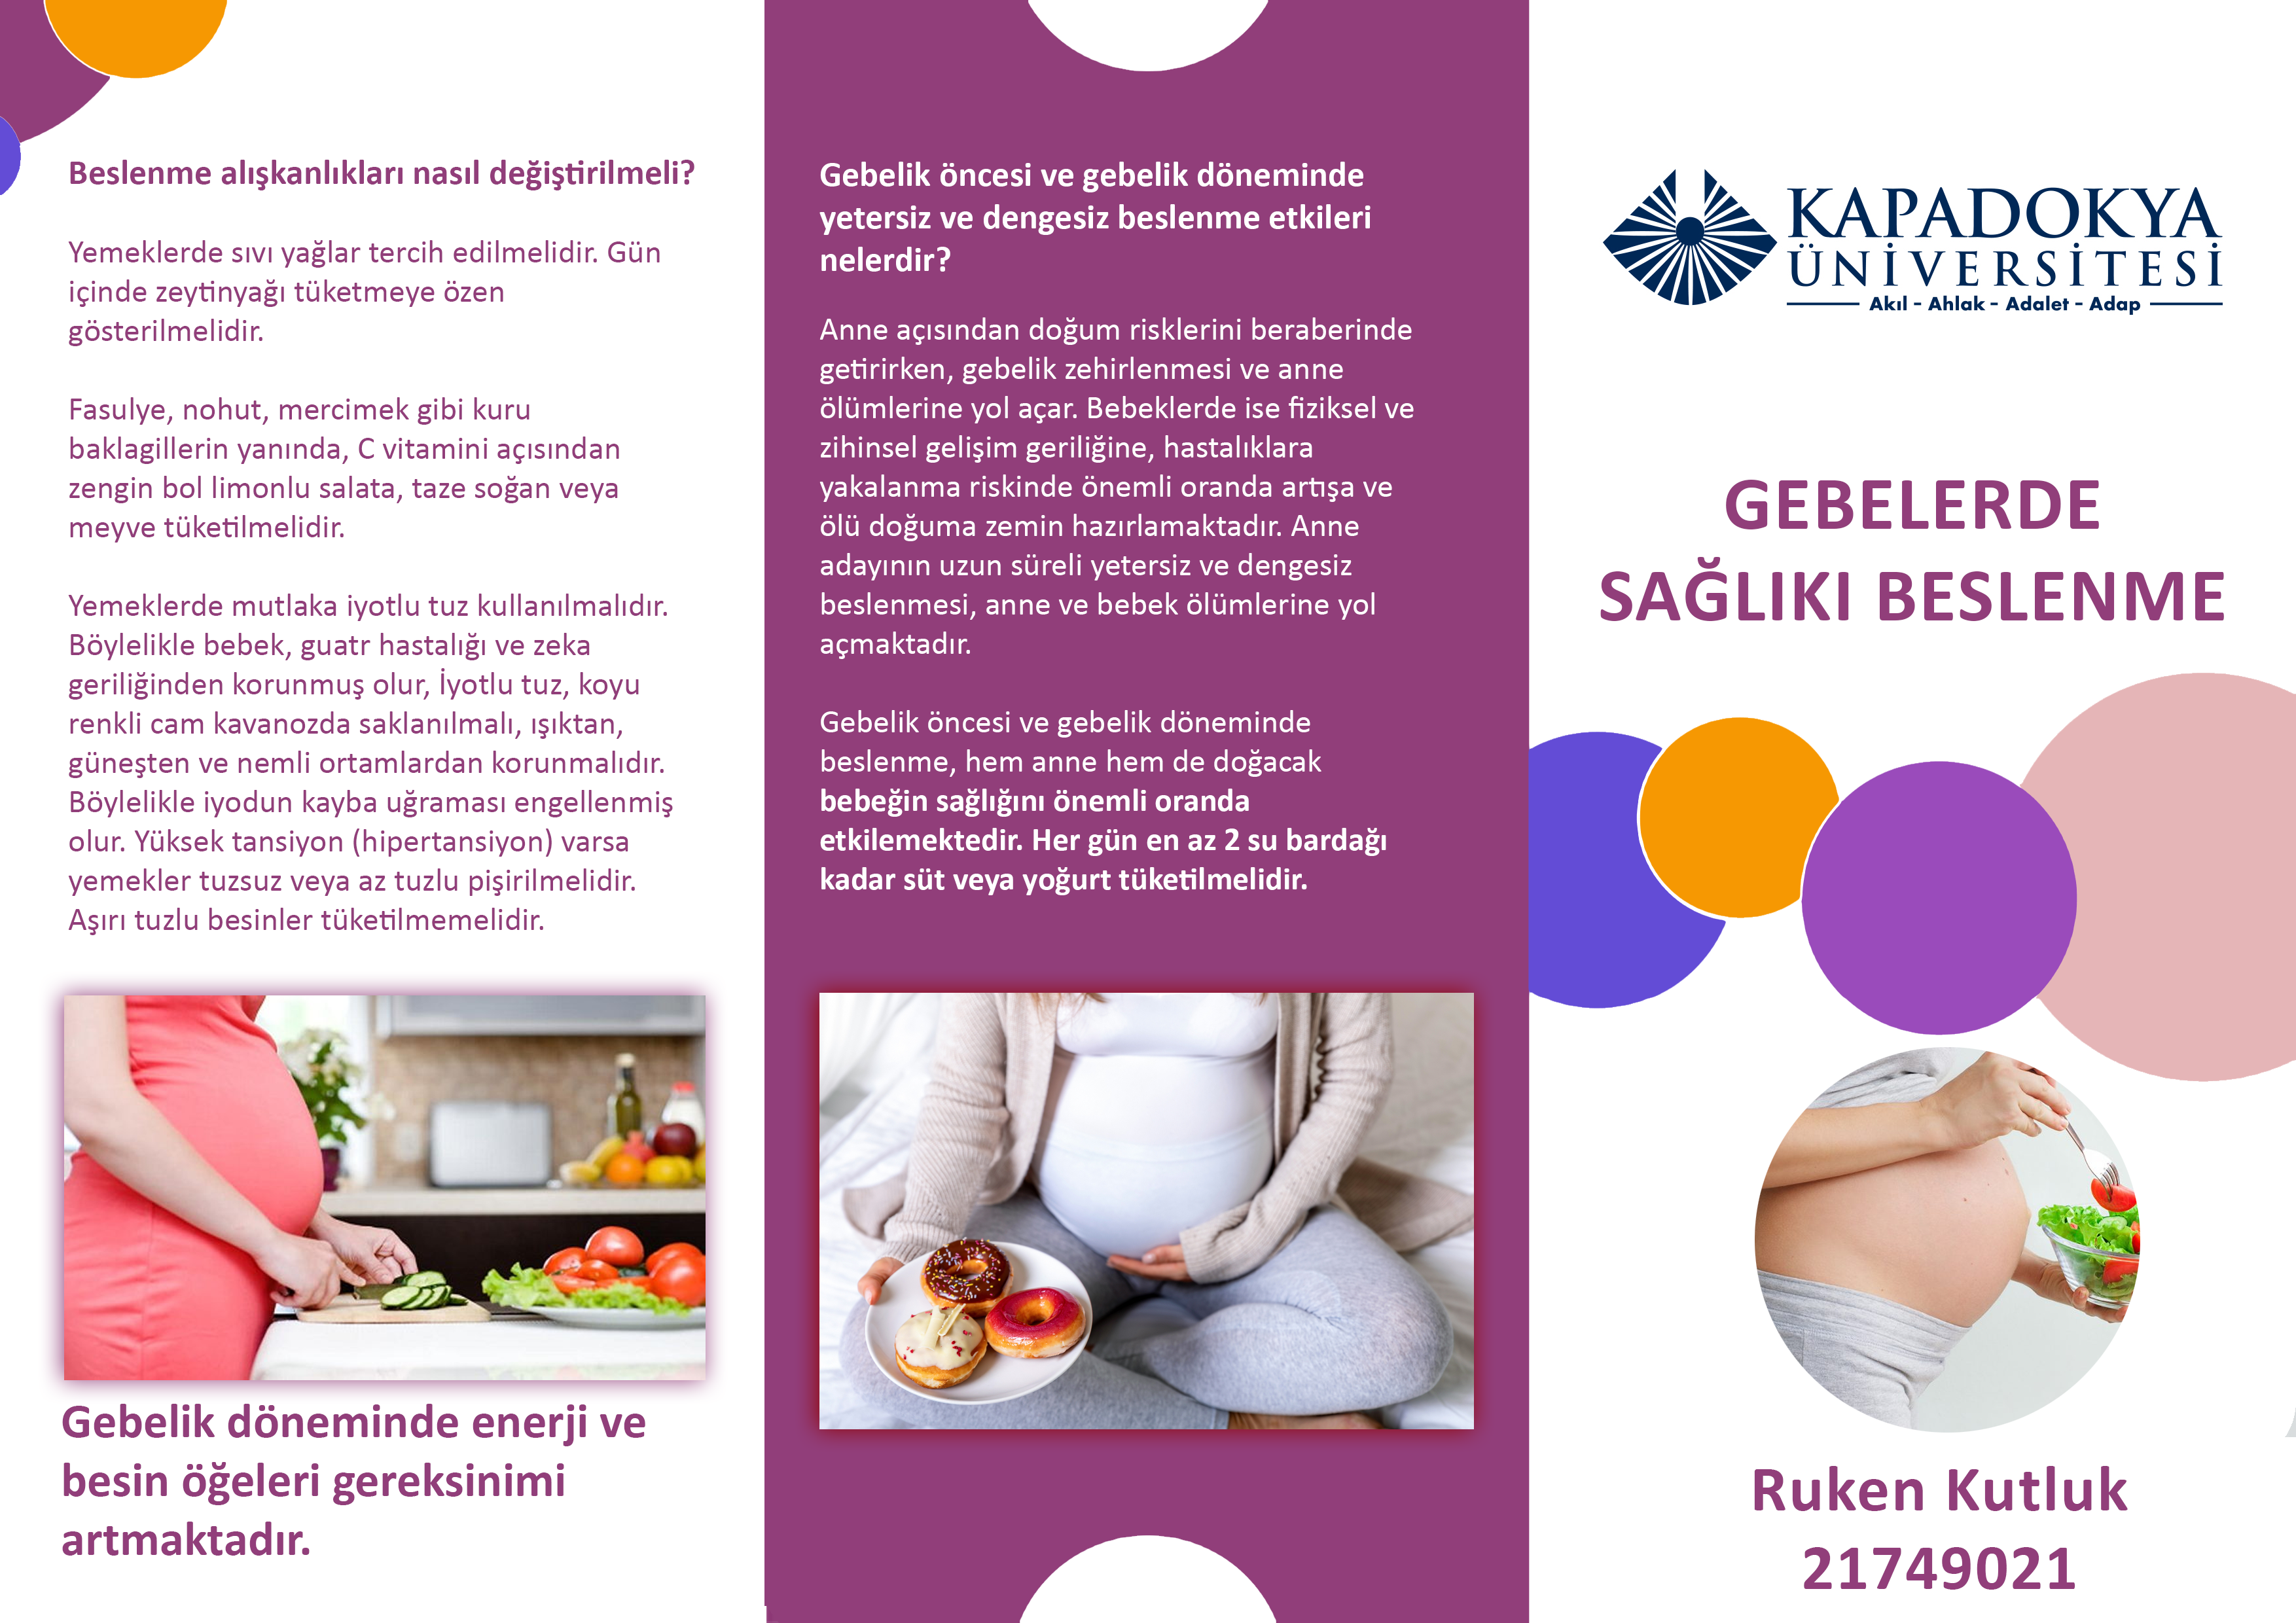 Beslenme alışkanlıkları nasıl değiştirilmeli?
Yemeklerde sıvı yağlar tercih edilmelidir. Gün
içinde zeytinyağı tüketmeye özen
gösterilmelidir.
Fasulye, nohut, mercimek gibi kuru
baklagillerin yanında, C vitamini açısından
zengin bol limonlu salata, taze soğan veya
meyve tüketilmelidir.
Yemeklerde mutlaka iyotlu tuz kullanılmalıdır.
Böylelikle bebek, guatr hastalığı ve zeka
geriliğinden korunmuş olur, İyotlu tuz, koyu
renkli cam kavanozda saklanılmalı, ışıktan,
güneşten ve nemli ortamlardan korunmalıdır.
Böylelikle iyodun kayba uğraması engellenmiş
olur. Yüksek tansiyon (hipertansiyon) varsa
yemekler tuzsuz veya az tuzlu pişirilmelidir.
Aşırı tuzlu besinler tüketilmemelidir.
Gebelik döneminde enerji ve
besin öğeleri gereksinimi
artmaktadır.
Gebelik öncesi ve gebelik döneminde
yetersiz ve dengesiz beslenme etkileri
nelerdir?
Anne açısından doğum risklerini beraberinde
getirirken, gebelik zehirlenmesi ve anne
ölümlerine yol açar. Bebeklerde ise fiziksel ve
zihinsel gelişim geriliğine, hastalıklara
yakalanma riskinde önemli oranda artışa ve
ölü doğuma zemin hazırlamaktadır. Anne
adayının uzun süreli yetersiz ve dengesiz
beslenmesi, anne ve bebek ölümlerine yol
açmaktadır.
Gebelik öncesi ve gebelik döneminde
beslenme, hem anne hem de doğacak
bebeğin sağlığını önemli oranda
etkilemektedir. Her gün en az 2 su bardağı
kadar süt veya yoğurt tüketilmelidir.
KAPADOKYA
ÜNİVERSİTESİ
Akıl - Ahlak - Adalet - Adap
GEBELERDE
SAĞLIKI BESLENME
Ruken Kutluk
21749021